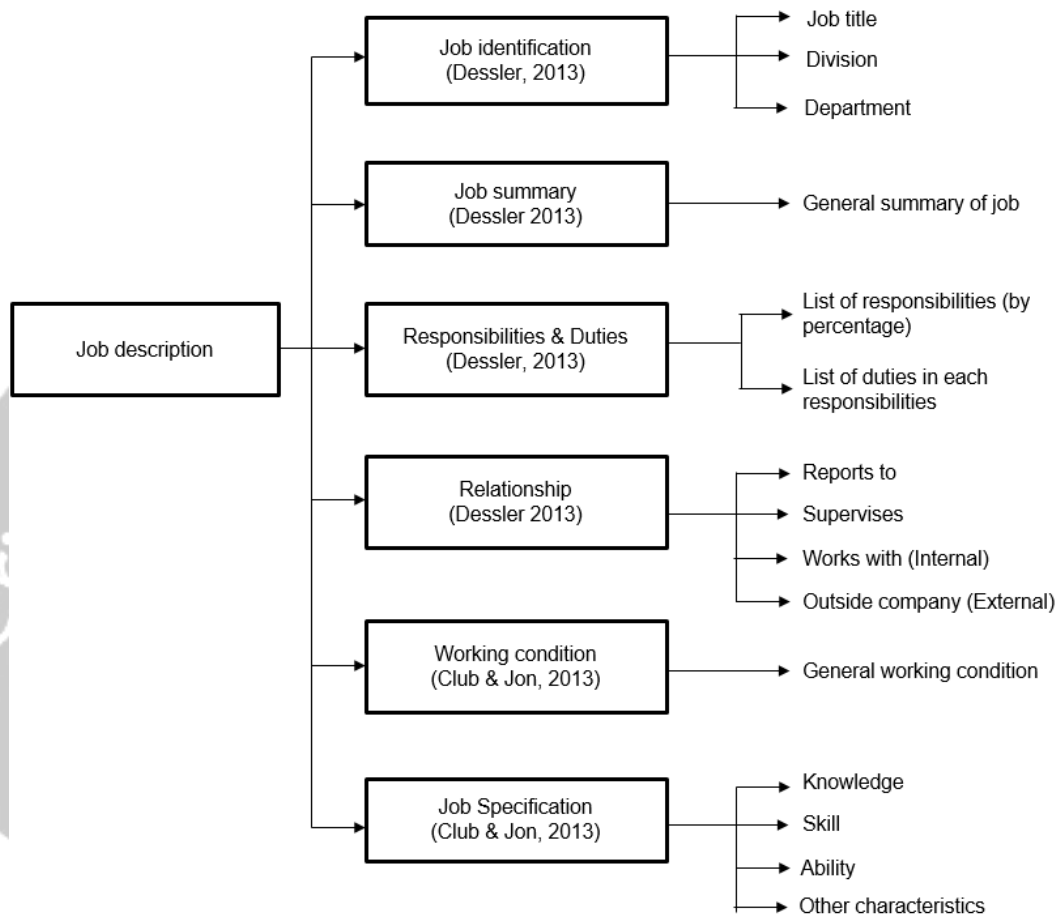 Job description
Job identification
(Dessler, 2013)
Job title
Division
Department
Job summary
(Dessler 2013)
General summary of job
Responsibilities & Duties
(Dessler, 2013)
List of responsibilities (by
percentage)
List of duties in each
responsibilities
Relationship
(Dessler 2013)
Reports to
Supervises
Works with (Internal)
Outside company (External)
Working condition
(Club & Jon, 2013)
General working condition
Job Specification
(Club & Jon, 2013)
Knowledge
Skill
Ability
Other characteristics